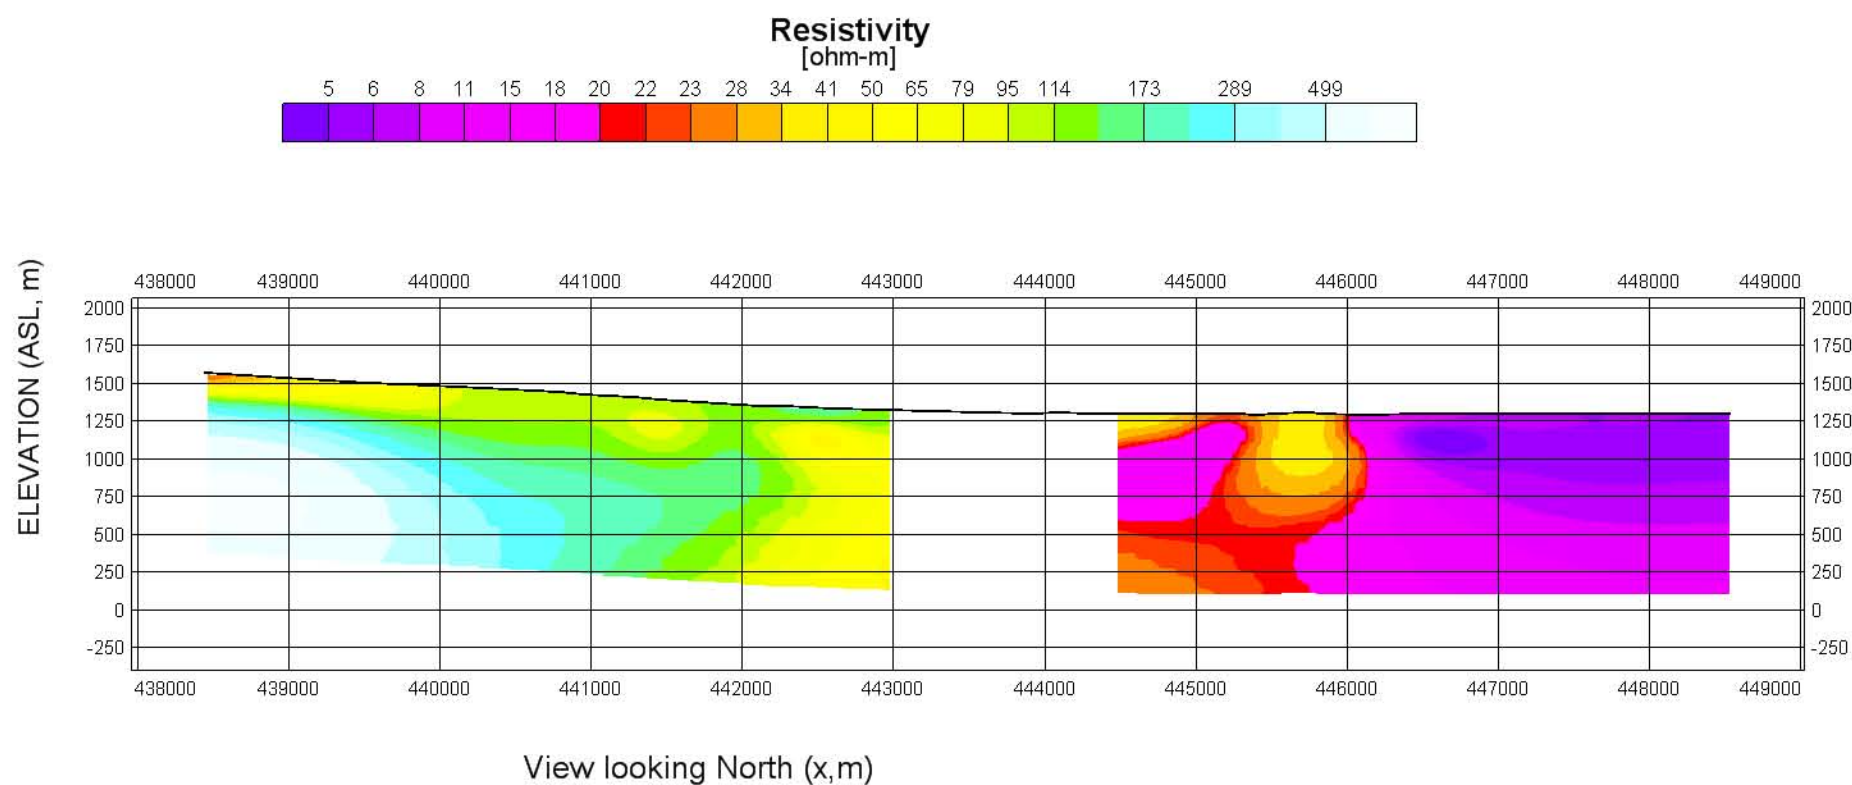 Resistivity
[ohm-m]
5 6 8 11 15 18 20 22 23 28 34 41 50 65 79 95 114 173 289 499
438000 439000 440000 441000 442000 443000 444000 445000 446000 447000 448000 449000
2000 2000
1750 1750
1500 1500
1250 1250
1000 1000
750 750
500 500
250 250
0 0
-250 -250
ELEVATION (ASL, m)
438000 439000 440000 441000 442000 443000 444000 445000 446000 447000 448000 449000
View looking North (x,m)